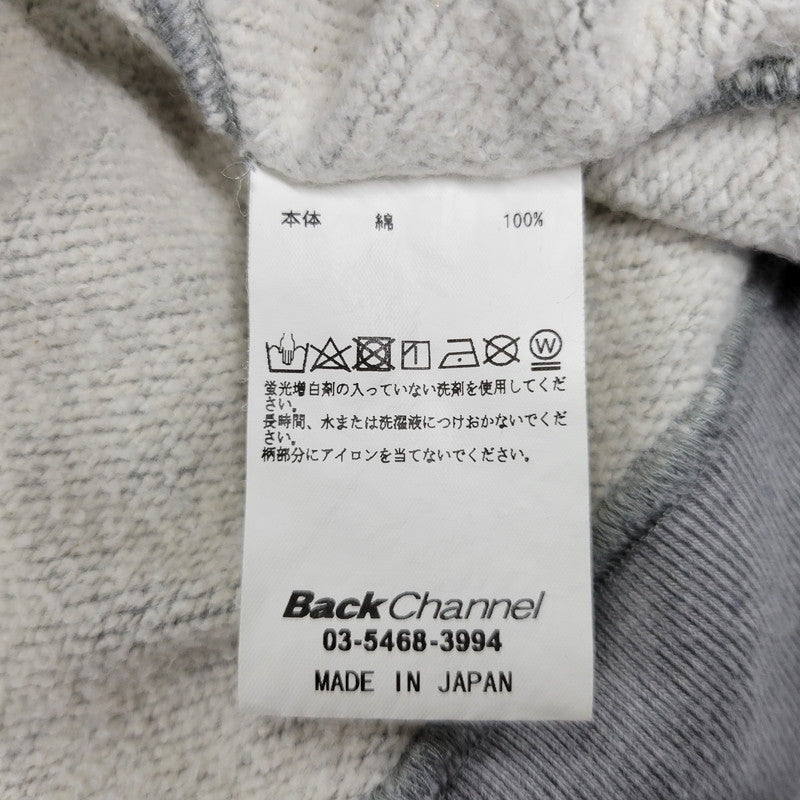 本体 綿 100%
W
蛍光増白剤の入っていない洗剤を使用してくだ
さい。
長時間、水または洗濯液につけおかないでくだ
さい。
柄部分にアイロンを当てないでください。
BackChannel
03-5468-3994
MADE IN JAPAN